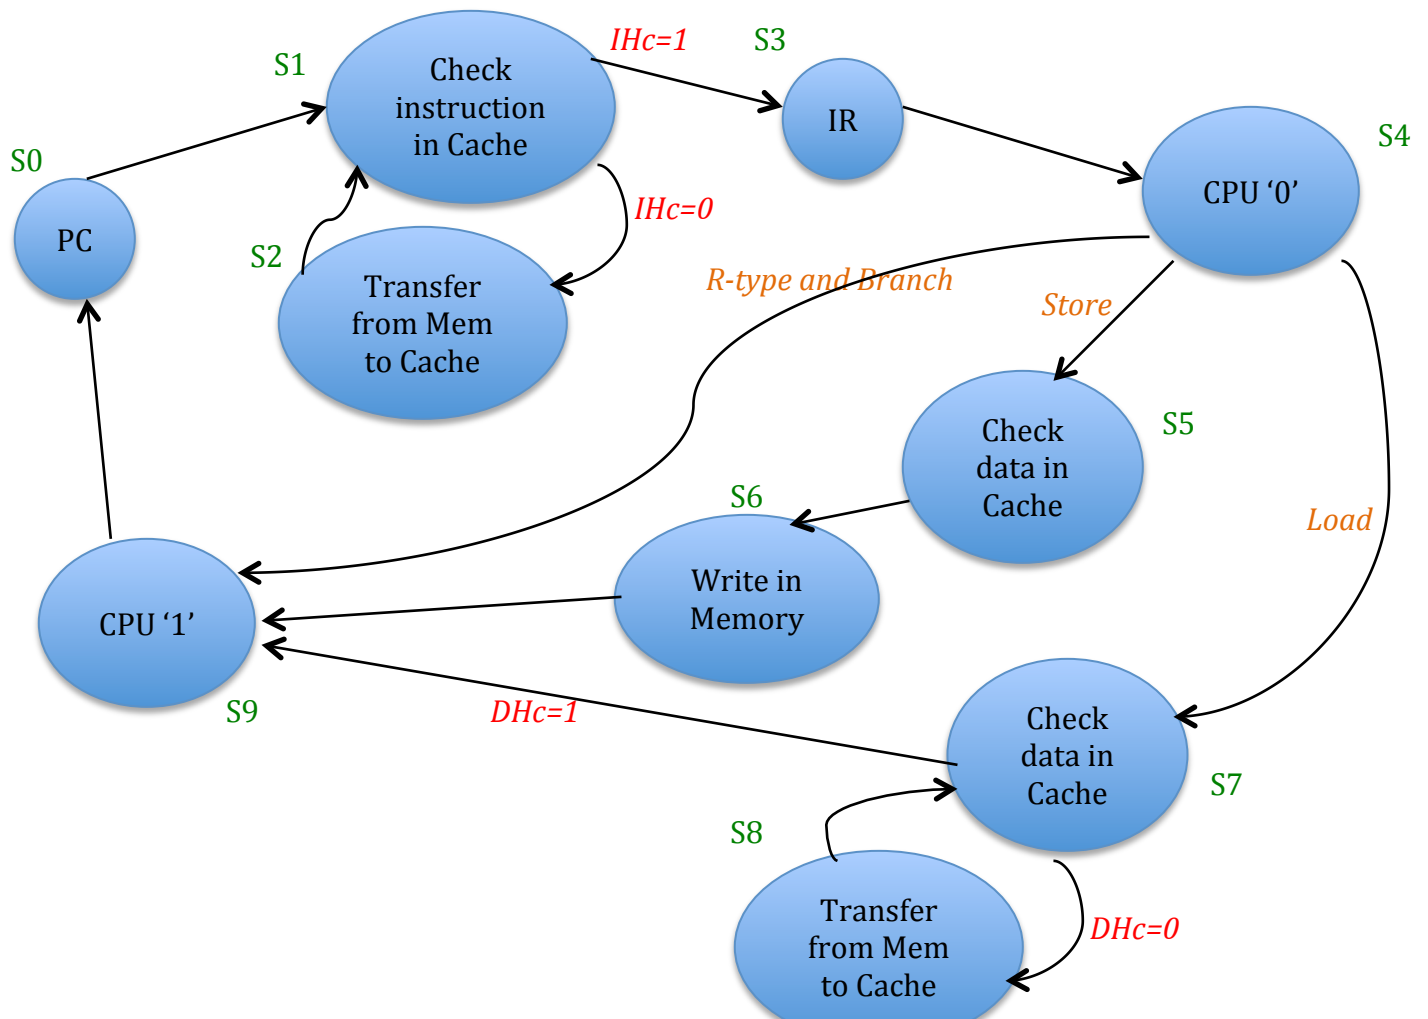 IHc=1
S3
S1
Check
instruction
in Cache
IR
S4
S0
CPU ‘0’
PC
IHc=0
S2
Transfer
from Mem
to Cache
R-type and Branch
Store
Check
data in
Cache
S5
S6
Load
Write in
Memory
CPU ‘1’
S9
DHc=1
Check
data in
Cache
S7
S8
Transfer
from Mem
to Cache
DHc=0